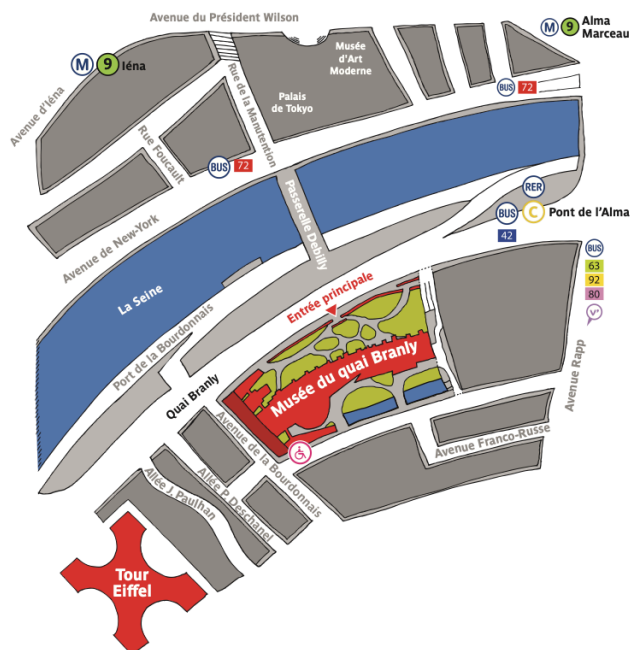 Avenue du Président Wilson
M 9 Iéna
M 9 Alma
Marceau
Musée
d'Art
Moderne
Palais
de Tokyo
Avenue d'Iéna
Rue Foucault
Rue de la Manutention
BUS 72
BUS 72
Avenue de New-York
Passerelle Debilly
La Seine
RER
BUS C Pont de l'Alma
42
BUS
63
92
80
V+
Port de la Bourdonnais
Entrée principale
Quai Branly
Musée du quai Branly
Avenue Rapp
Avenue Franco-Russe
Avenue de la Bourdonnais
Allée P. Deschanel
Allée J. Paulhan
Tour
Eiffel